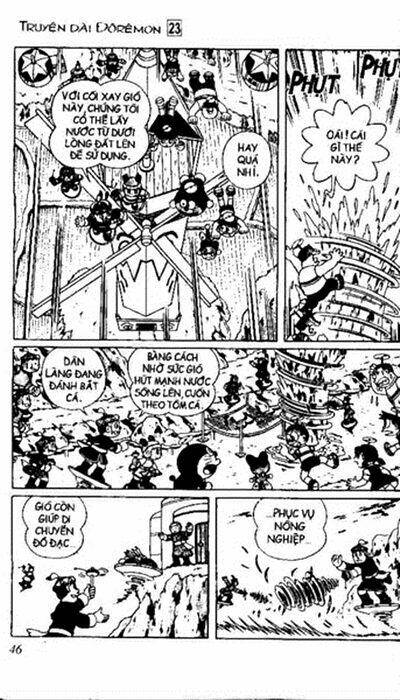 TRUYỆN DÀI ĐÔRÊMON 23
VỚI CỐI XAY GIÓ
NÀY, CHÚNG TÔI
CÓ THỂ LẤY
NƯỚC TỪ DƯỚI
LÒNG ĐẤT LÊN
ĐỂ SỬ DỤNG.
HAY
QUÁ
NHỈ.
PHỤT
PHỤT
OÁI! CÁI
GÌ THẾ
NÀY?
DÂN
LÀNG ĐANG
ĐÁNH BẮT
CÁ.
BẰNG CÁCH
NHỜ SỨC GIÓ
HÚT MẠNH NƯỚC
SÔNG LÊN, CUỐN
THEO TÔM CÁ.
GIÓ CÒN
GIÚP DI
CHUYỂN
ĐỒ ĐẠC
...PHỤC VỤ
NÔNG
NGHIỆP...
46